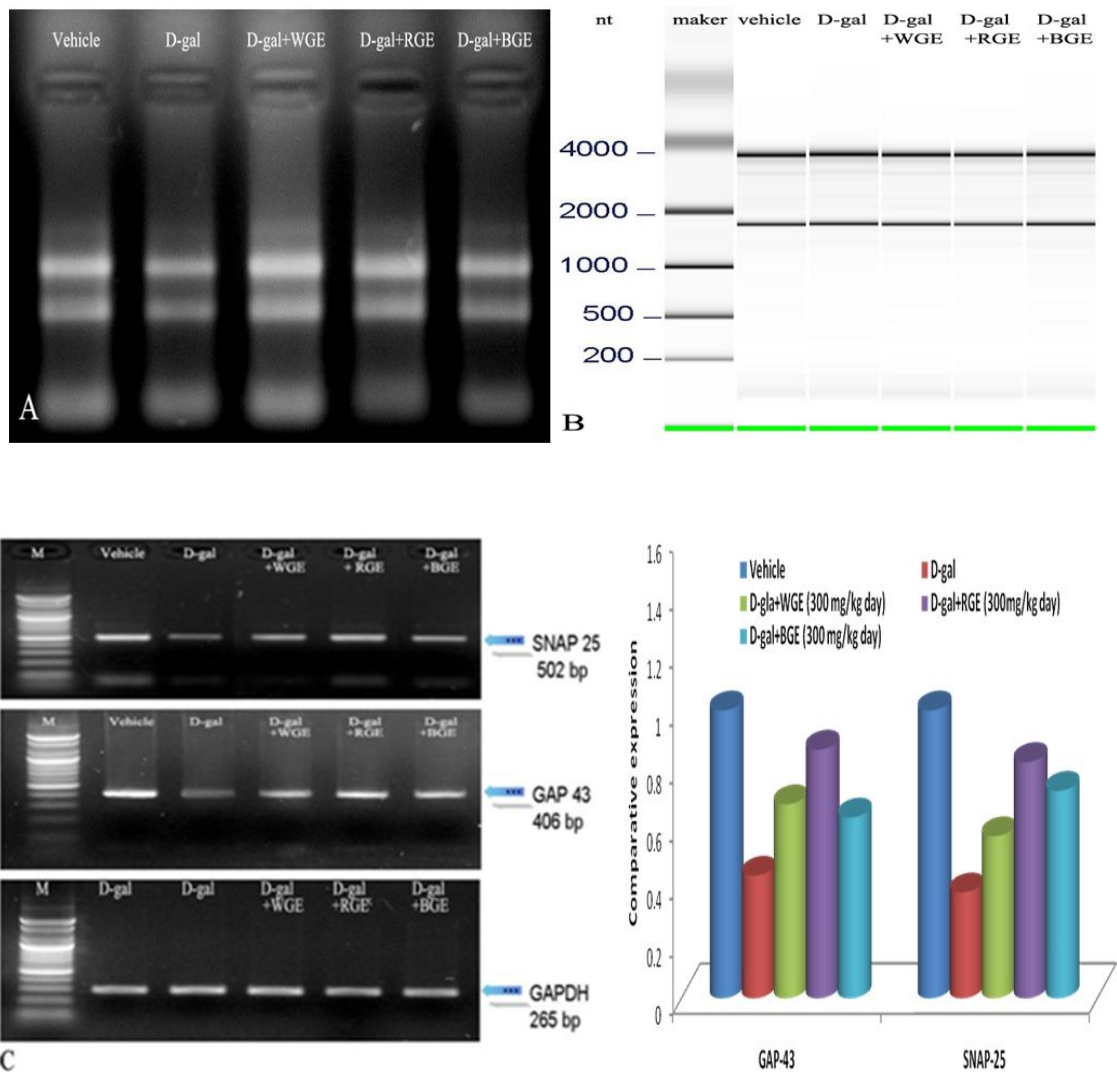 Vehicle D-gal D-gal+WGE D-gal+RGE D-gal+BGE
A
nt maker vehicle D-gal D-gal D-gal D-gal
+WGE +RGE +BGE
4000
2000
1000
500
200
B
M Vehicle D-gal D-gal D-gal D-gal
+WGE +RGE +BGE
SNAP 25
502 bp
M Vehicle D-gal D-gal D-gal D-gal
+WGE +RGE +BGE
GAP 43
406 bp
M D-gal D-gal D-gal D-gal D-gal
+WGE +RGE +BGE
GAPDH
265 bp
C
Comparative expression
1.6
1.4
1.2
1
0.8
0.6
0.4
0.2
0
Vehicle D-gal
D-gla+WGE (300 mg/kg day) D-gal+RGE (300mg/kg day)
D-gal+BGE (300 mg/kg day)
GAP-43 SNAP-25